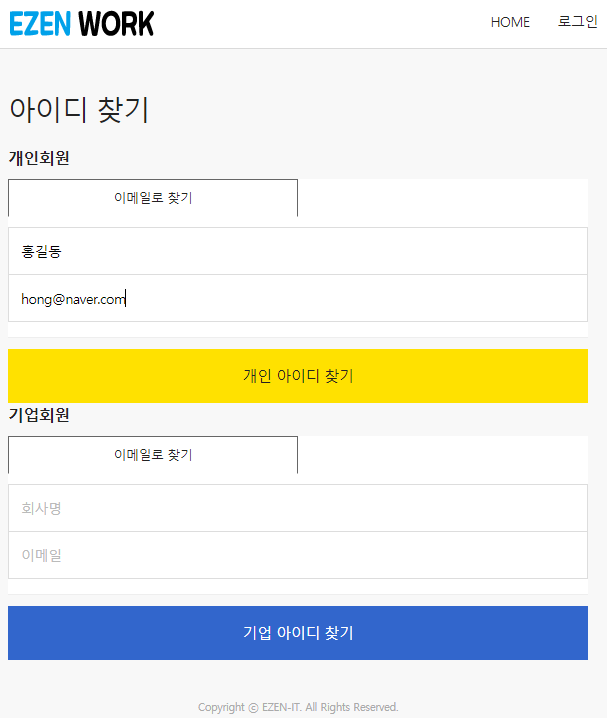 EZEN WORK
HOME 로그인
아이디 찾기
개인회원
이메일로 찾기
홍길동
hong@naver.com
개인 아이디 찾기
기업회원
이메일로 찾기
회사명
이메일
기업 아이디 찾기
Copyright ⓒ EZEN-IT. All Rights Reserved.